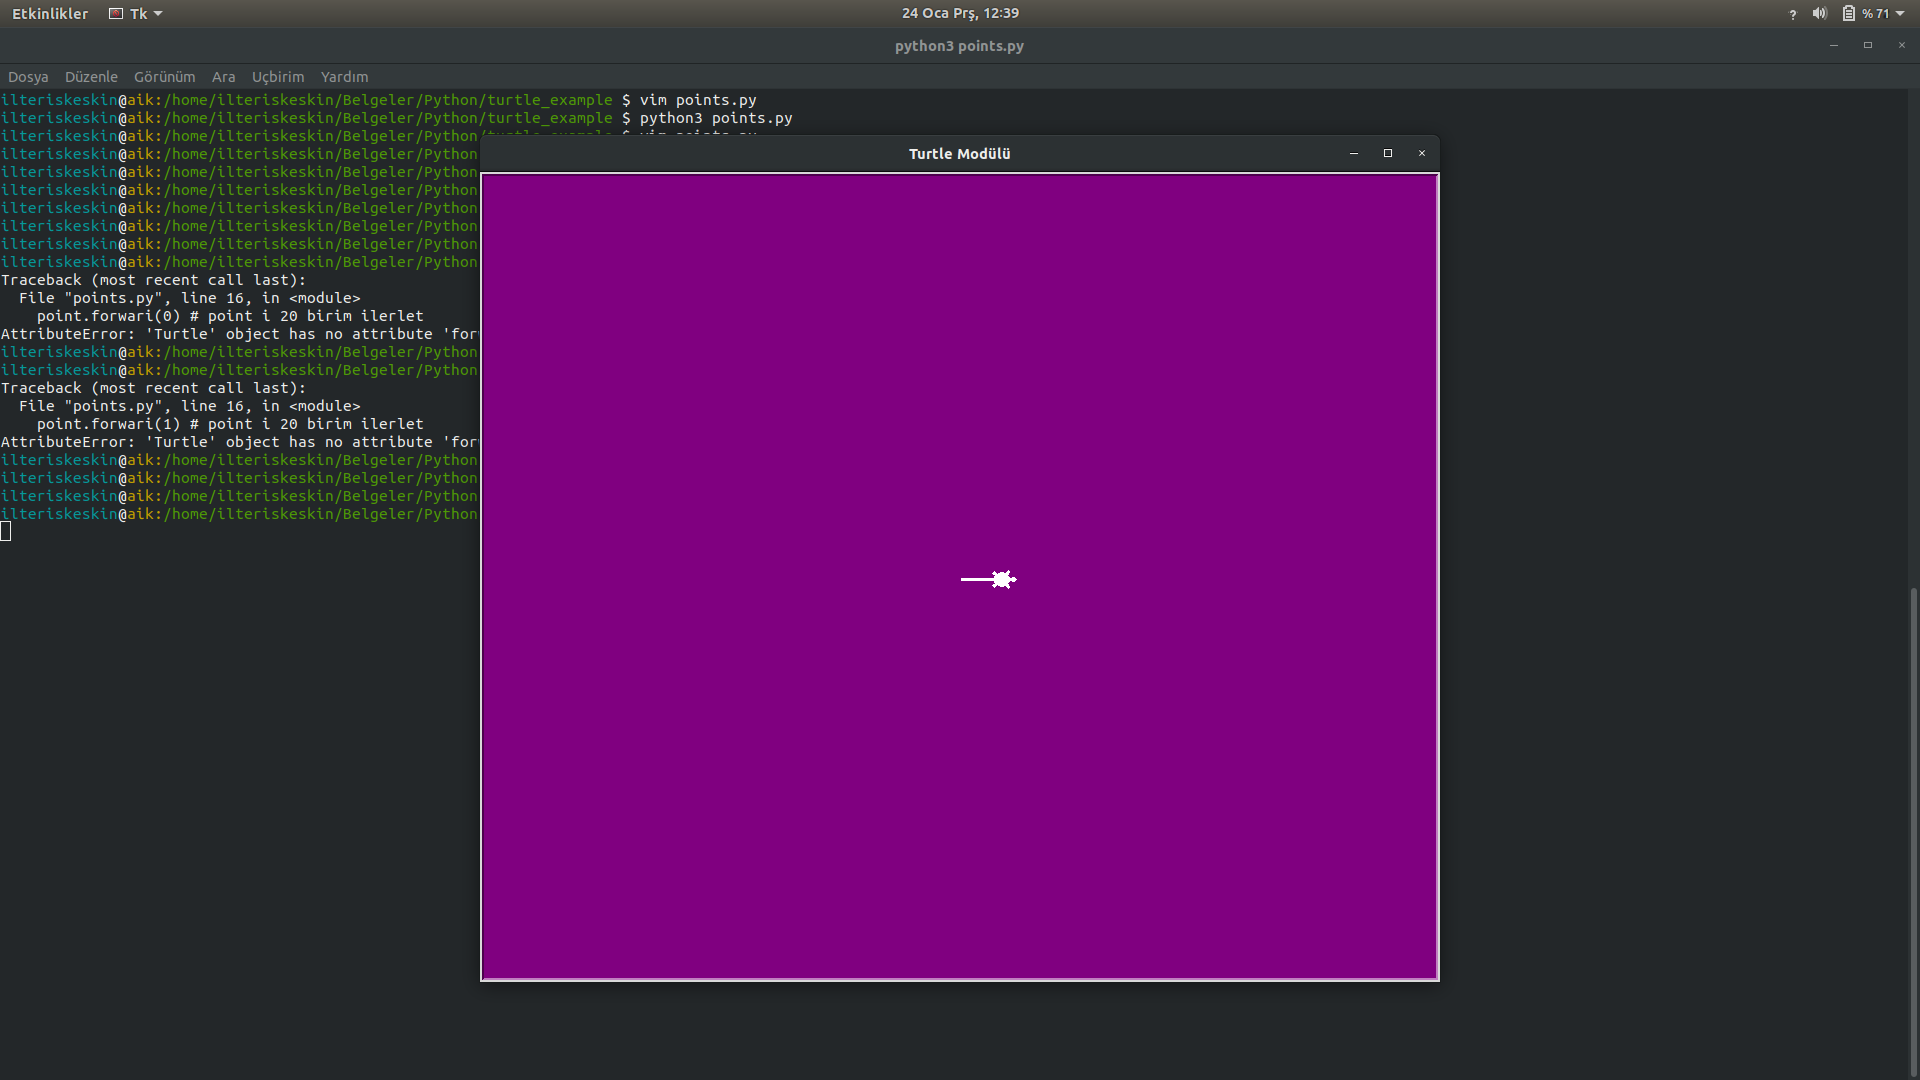 Etkinlikler Tk 24 Oca Prş, 12:39 ? %71
python3 points.py
Dosya Düzenle Görünüm Ara Uçbirim Yardım
ilteriskeskin@aik:/home/ilteriskeskin/Belgeler/Python/turtle_example $ vim points.py
ilteriskeskin@aik:/home/ilteriskeskin/Belgeler/Python/turtle_example $ python3 points.py
ilteriskeskin@aik:/home/ilteriskeskin/Belgeler/Python/turtle_example $ vim points.py
Turtle Modülü
ilteriskeskin@aik:/home/ilteriskeskin/Belgeler/Python
ilteriskeskin@aik:/home/ilteriskeskin/Belgeler/Python
ilteriskeskin@aik:/home/ilteriskeskin/Belgeler/Python
ilteriskeskin@aik:/home/ilteriskeskin/Belgeler/Python
ilteriskeskin@aik:/home/ilteriskeskin/Belgeler/Python
ilteriskeskin@aik:/home/ilteriskeskin/Belgeler/Python
ilteriskeskin@aik:/home/ilteriskeskin/Belgeler/Python
Traceback (most recent call last):
File "points.py", line 16, in <module>
point.forwari(0) # point i 20 birim ilerlet
AttributeError: 'Turtle' object has no attribute 'for
ilteriskeskin@aik:/home/ilteriskeskin/Belgeler/Python
ilteriskeskin@aik:/home/ilteriskeskin/Belgeler/Python
Traceback (most recent call last):
File "points.py", line 16, in <module>
point.forwari(1) # point i 20 birim ilerlet
AttributeError: 'Turtle' object has no attribute 'for
ilteriskeskin@aik:/home/ilteriskeskin/Belgeler/Python
ilteriskeskin@aik:/home/ilteriskeskin/Belgeler/Python
ilteriskeskin@aik:/home/ilteriskeskin/Belgeler/Python
ilteriskeskin@aik:/home/ilteriskeskin/Belgeler/Python